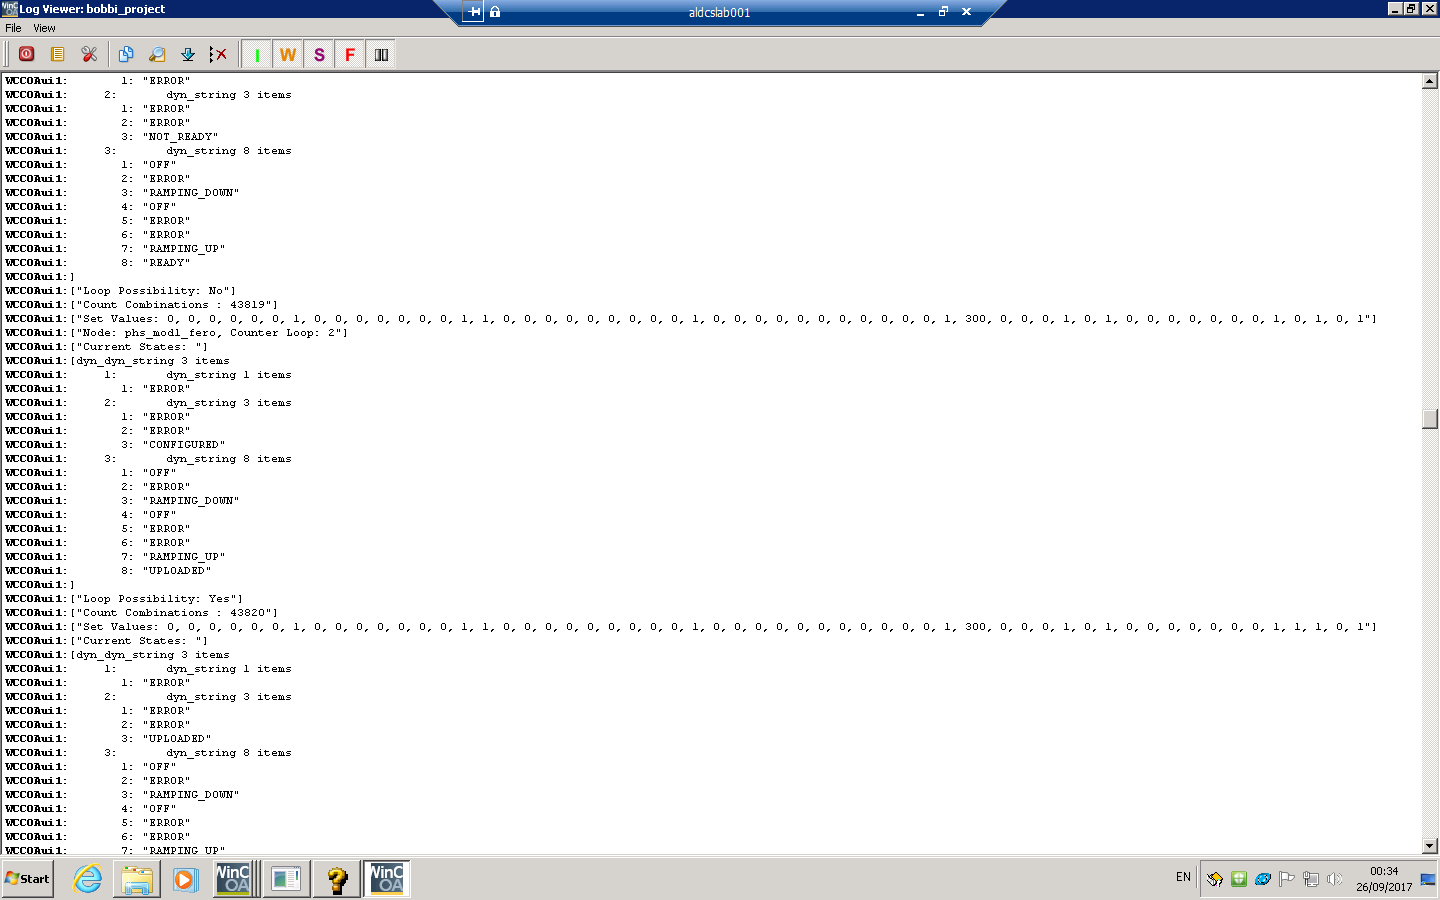 Log Viewer: bobbi_project
aldcslab001
File View
I W S F
WCCOAui1: 1: "ERROR"
WCCOAui1: 2: dyn_string 3 items
WCCOAui1: 1: "ERROR"
WCCOAui1: 2: "ERROR"
WCCOAui1: 3: "NOT_READY"
WCCOAui1: 3: dyn_string 8 items
WCCOAui1: 1: "OFF"
WCCOAui1: 2: "ERROR"
WCCOAui1: 3: "RAMPING_DOWN"
WCCOAui1: 4: "OFF"
WCCOAui1: 5: "ERROR"
WCCOAui1: 6: "ERROR"
WCCOAui1: 7: "RAMPING_UP"
WCCOAui1: 8: "READY"
WCCOAui1:]
WCCOAui1:["Loop Possibility: No"]
WCCOAui1:["Count Combinations : 43819"]
WCCOAui1:["Set Values: 0, 0, 0, 0, 0, 0, 1, 0, 0, 0, 0, 0, 0, 0, 1, 1, 0, 0, 0, 0, 0, 0, 0, 0, 0, 1, 0, 0, 0, 0, 0, 0, 0, 0, 0, 0, 0, 1, 300, 0, 0, 0, 1, 0, 1, 0, 0, 0, 0, 0, 0, 0, 1, 0, 1, 0, 1"]
WCCOAui1:["Node: phs_modl_fero, Counter Loop: 2"]
WCCOAui1:["Current States: "]
WCCOAui1:[dyn_dyn_string 3 items
WCCOAui1: 1: dyn_string 1 items
WCCOAui1: 1: "ERROR"
WCCOAui1: 2: dyn_string 3 items
WCCOAui1: 1: "ERROR"
WCCOAui1: 2: "ERROR"
WCCOAui1: 3: "CONFIGURED"
WCCOAui1: 3: dyn_string 8 items
WCCOAui1: 1: "OFF"
WCCOAui1: 2: "ERROR"
WCCOAui1: 3: "RAMPING_DOWN"
WCCOAui1: 4: "OFF"
WCCOAui1: 5: "ERROR"
WCCOAui1: 6: "ERROR"
WCCOAui1: 7: "RAMPING_UP"
WCCOAui1: 8: "UPLOADED"
WCCOAui1:]
WCCOAui1:["Loop Possibility: Yes"]
WCCOAui1:["Count Combinations : 43820"]
WCCOAui1:["Set Values: 0, 0, 0, 0, 0, 0, 1, 0, 0, 0, 0, 0, 0, 0, 1, 1, 0, 0, 0, 0, 0, 0, 0, 0, 0, 1, 0, 0, 0, 0, 0, 0, 0, 0, 0, 0, 0, 1, 300, 0, 0, 0, 1, 0, 1, 0, 0, 0, 0, 0, 0, 0, 1, 1, 1, 0, 1"]
WCCOAui1:["Current States: "]
WCCOAui1:[dyn_dyn_string 3 items
WCCOAui1: 1: dyn_string 1 items
WCCOAui1: 1: "ERROR"
WCCOAui1: 2: dyn_string 3 items
WCCOAui1: 1: "ERROR"
WCCOAui1: 2: "ERROR"
WCCOAui1: 3: "UPLOADED"
WCCOAui1: 3: dyn_string 8 items
WCCOAui1: 1: "OFF"
WCCOAui1: 2: "ERROR"
WCCOAui1: 3: "RAMPING_DOWN"
WCCOAui1: 4: "OFF"
WCCOAui1: 5: "ERROR"
WCCOAui1: 6: "ERROR"
WCCOAui1: 7: "RAMPING_UP"
Start
WinCC OA
WinCC OA
EN
00:34
26/09/2017